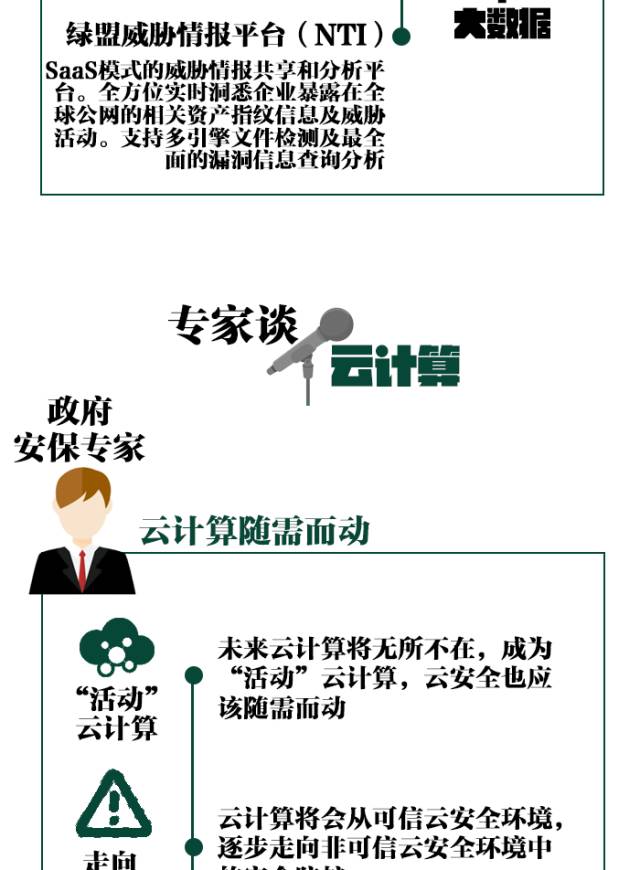 大数据
绿盟威胁情报平台（NTI）
SaaS模式的威胁情报共享和分析平
台。全方位实时洞悉企业暴露在全
球公网的相关资产指纹信息及威胁
活动。支持多引擎文件检测及最全
面的漏洞信息查询分析
专家谈
云计算
政府
安保专家
云计算随需而动
“活动”
云计算
未来云计算将无所不在，成为
“活动”云计算，云安全也应
该随需而动
走向
云计算将会从可信云安全环境，
逐步走向非可信云安全环境中